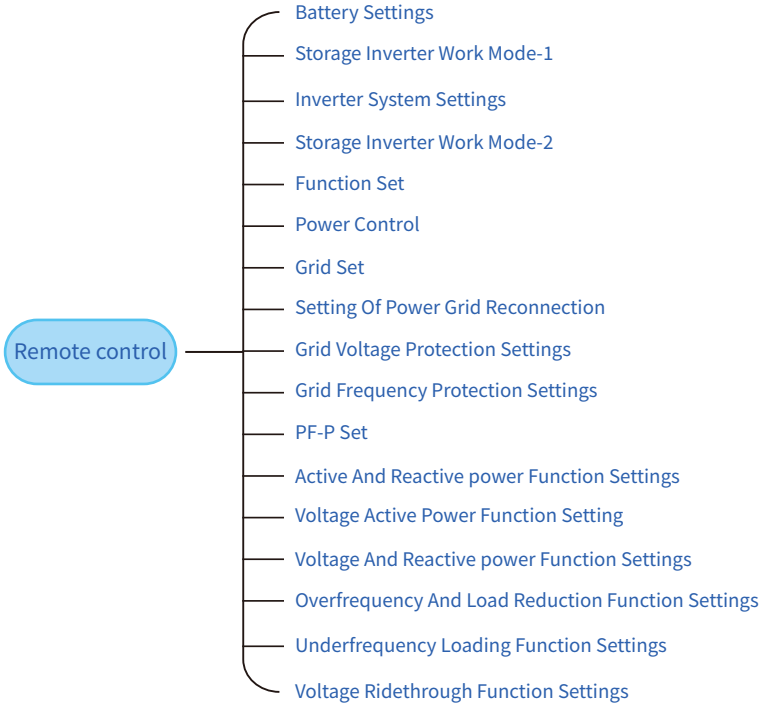 Battery Settings
Storage Inverter Work Mode-1
Inverter System Settings
Storage Inverter Work Mode-2
Function Set
Power Control
Grid Set
Setting Of Power Grid Reconnection
Remote control
Grid Voltage Protection Settings
Grid Frequency Protection Settings
PF-P Set
Active And Reactive power Function Settings
Voltage Active Power Function Setting
Voltage And Reactive power Function Settings
Overfrequency And Load Reduction Function Settings
Underfrequency Loading Function Settings
Voltage Ridethrough Function Settings